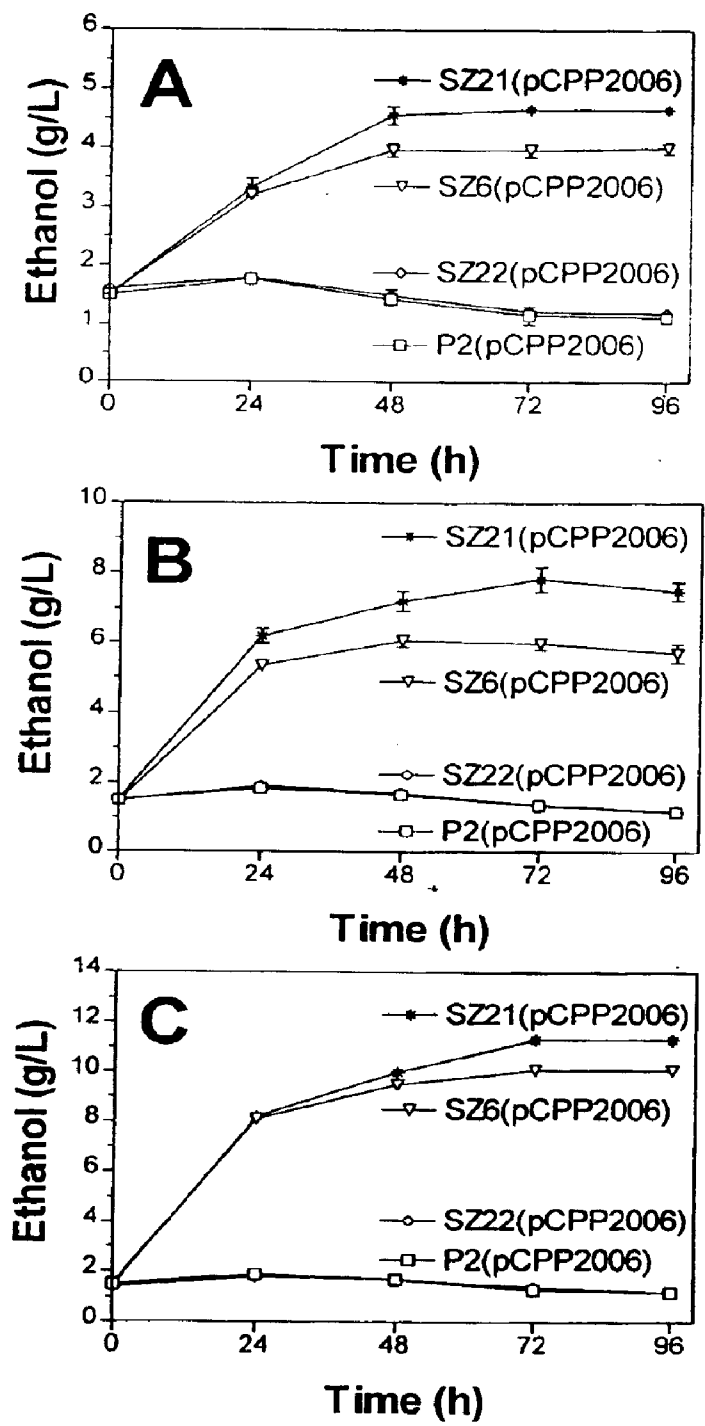 6
5
4
3
2
1
0
Ethanol (g/L)
A
SZ21(pCPP2006)
SZ6(pCPP2006)
SZ22(pCPP2006)
P2(pCPP2006)
0 24 48 72 96
Time (h)
10
8
6
4
2
0
Ethanol (g/L)
B
SZ21(pCPP2006)
SZ6(pCPP2006)
SZ22(pCPP2006)
P2(pCPP2006)
0 24 48 72 96
Time (h)
14
12
10
8
6
4
2
0
Ethanol (g/L)
C
SZ21(pCPP2006)
SZ6(pCPP2006)
SZ22(pCPP2006)
P2(pCPP2006)
0 24 48 72 96
Time (h)